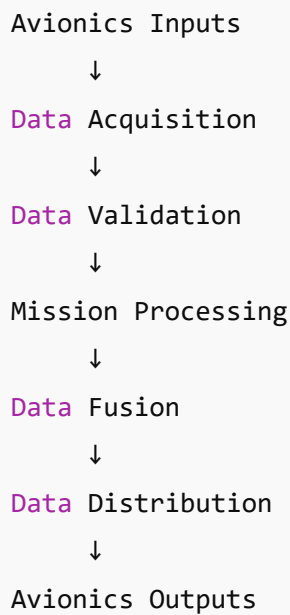 Avionics Inputs
↓
Data Acquisition
↓
Data Validation
↓
Mission Processing
↓
Data Fusion
↓
Data Distribution
↓
Avionics Outputs